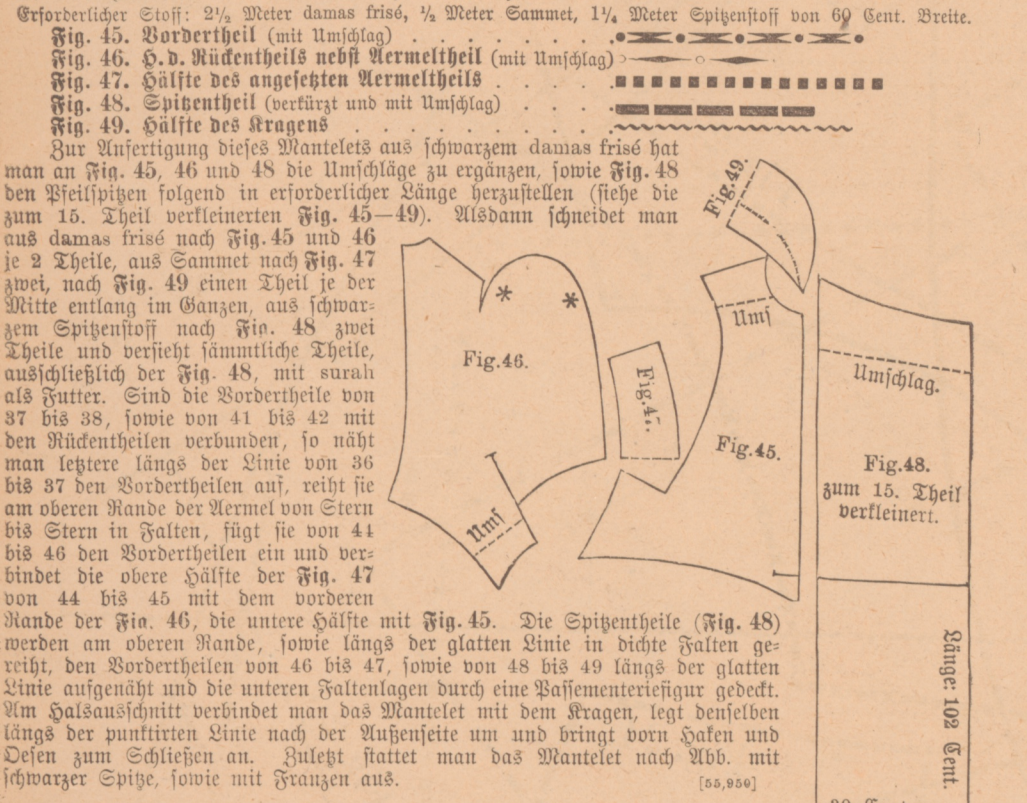 Erforderlicher Stoff: 2½ Meter damas frisé, ½ Meter Sammet, 1¼ Meter Spitzenstoff von 60 Cent. Breite.
Fig. 45. Vordertheil (mit Umschlag)
Fig. 46. H. d. Rückentheils nebst Aermeltheil (mit Umschlag)
Fig. 47. Hälfte des angesetzten Aermeltheils
Fig. 48. Spitzentheil (verkürzt und mit Umschlag)
Fig. 49. Hälfte des Kragens
Zur Anfertigung dieses Mantelets aus schwarzem damas frisé hat
man an Fig. 45, 46 und 48 die Umschläge zu ergänzen, sowie Fig. 48
den Pfeilspitzen folgend in erforderlicher Länge herzustellen (siehe die
zum 15. Theil verkleinerten Fig. 45—49). Alsdann schneidet man
aus damas frisé nach Fig. 45 und 46
je 2 Theile, aus Sammet nach Fig. 47
zwei, nach Fig. 49 einen Theil je der
Mitte entlang im Ganzen, aus schwar-
zem Spitzenstoff nach Fig. 48 zwei
Theile und versieht sämmtliche Theile,
ausschließlich der Fig. 48, mit surah
als Futter. Sind die Vordertheile von
37 bis 38, sowie von 41 bis 42 mit
den Rückentheilen verbunden, so näht
man letztere längs der Linie von 36
bis 37 den Vordertheilen auf, reiht sie
am oberen Rande der Aermel von Stern
bis Stern in Falten, fügt sie von 44
bis 46 den Vordertheilen ein und ver-
bindet die obere Hälfte der Fig. 47
von 44 bis 45 mit dem vorderen
Rande der Fig. 46, die untere Hälfte mit Fig. 45. Die Spitzentheile (Fig. 48)
werden am oberen Rande, sowie längs der glatten Linie in dichte Falten ge-
reiht, den Vordertheilen von 46 bis 47, sowie von 48 bis 49 längs der glatten
Linie aufgenäht und die unteren Faltenlagen durch eine Passementeriefigur gedeckt.
Am Halsausschnitt verbindet man das Mantelet mit dem Kragen, legt denselben
längs der punktirten Linie nach der Außenseite um und bringt vorn Haken und
Oesen zum Schließen an. Zuletzt stattet man das Mantelet nach Abb. mit
schwarzer Spitze, sowie mit Franzen aus.
[55,950]
Fig. 49.
Ums
Fig. 46.
Fig. 47.
Umschlag.
Fig. 45.
Fig. 48.
zum 15. Theil
verkleinert.
Ums
Länge: 102 Cent.